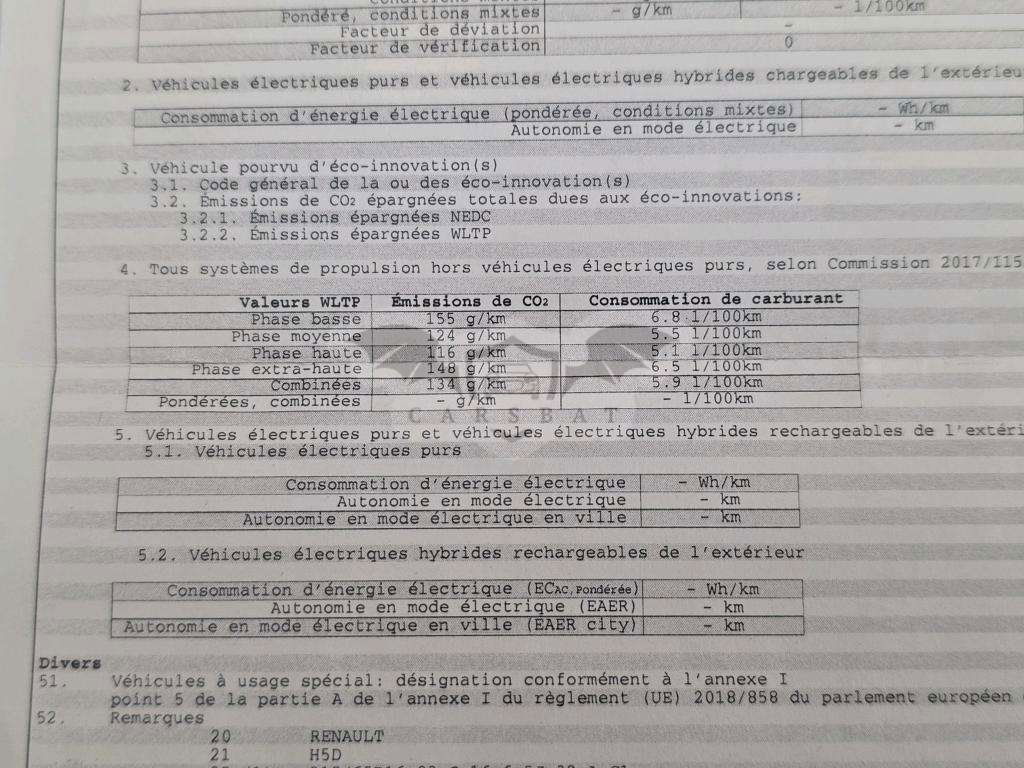 Pondéré, conditions mixtes - g/km - l/100km
Facteur de déviation -
Facteur de vérification 0
2. Véhicules électriques purs et véhicules électriques hybrides chargeables de l'extérieu
Consommation d'énergie électrique (pondérée, conditions mixtes) - Wh/km
Autonomie en mode électrique - km
3. Véhicule pourvu d'éco-innovation(s)
3.1. Code général de la ou des éco-innovation(s)
3.2. Émissions de CO₂ épargnées totales dues aux éco-innovations:
3.2.1. Émissions épargnées NEDC
3.2.2. Émissions épargnées WLTP
4. Tous systèmes de propulsion hors véhicules électriques purs, selon Commission 2017/115
Valeurs WLTP Émissions de CO₂ Consommation de carburant
Phase basse 155 g/km 6.8 l/100km
Phase moyenne 124 g/km 5.5 l/100km
Phase haute 116 g/km 5.1 l/100km
Phase extra-haute 148 g/km 6.5 l/100km
Combinées 134 g/km 5.9 l/100km
Pondérées, combinées - g/km - l/100km
CARSBAT
5. Véhicules électriques purs et véhicules électriques hybrides rechargeables de l'extéri
5.1. Véhicules électriques purs
Consommation d'énergie électrique - Wh/km
Autonomie en mode électrique - km
Autonomie en mode électrique en ville - km
5.2. Véhicules électriques hybrides rechargeables de l'extérieur
Consommation d'énergie électrique (ECAC, Pondérée) - Wh/km
Autonomie en mode électrique (EAER) - km
Autonomie en mode électrique en ville (EAER city) - km
Divers
51. Véhicules à usage spécial: désignation conformément à l'annexe I
point 5 de la partie A de l'annexe I du règlement (UE) 2018/858 du parlement européen
52. Remarques
20 RENAULT
21 H5D